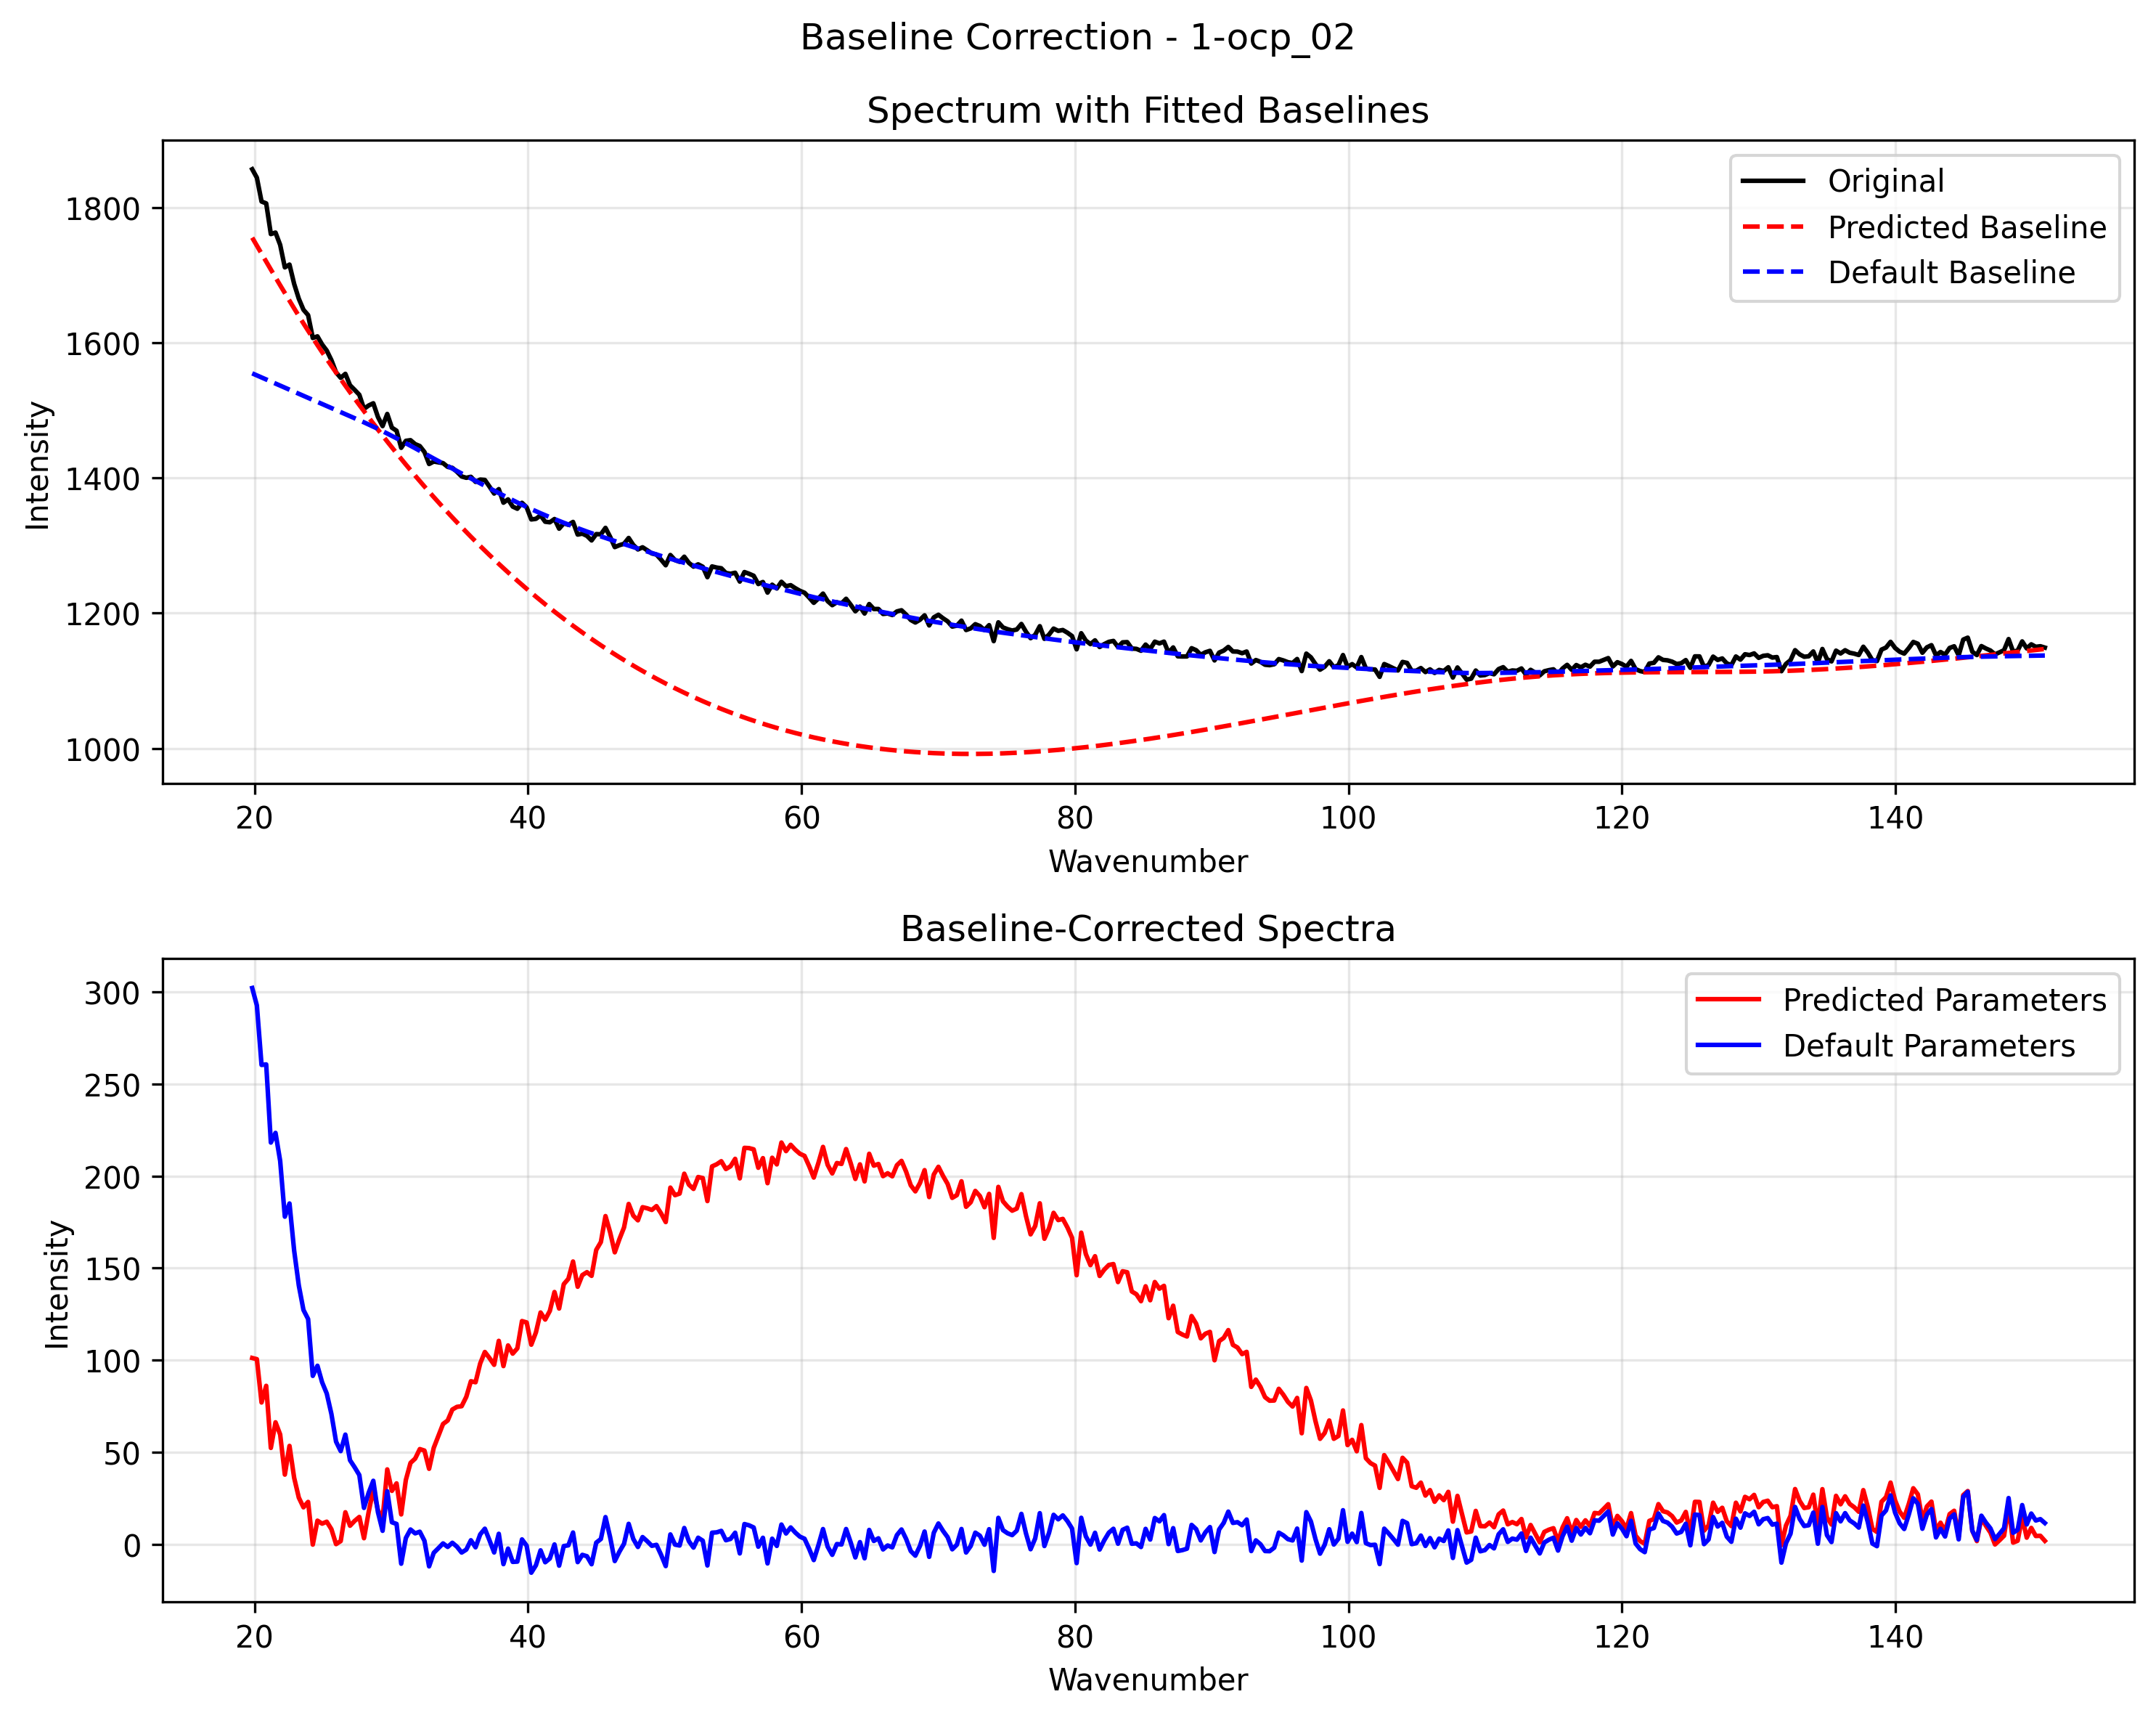 Baseline Correction - 1-ocp_02
Spectrum with Fitted Baselines
Original
Predicted Baseline
Default Baseline
1800
1600
1400
1200
1000
Intensity
20 40 60 80 100 120 140
Wavenumber
Baseline-Corrected Spectra
Predicted Parameters
Default Parameters
300
250
200
150
100
50
0
Intensity
20 40 60 80 100 120 140
Wavenumber